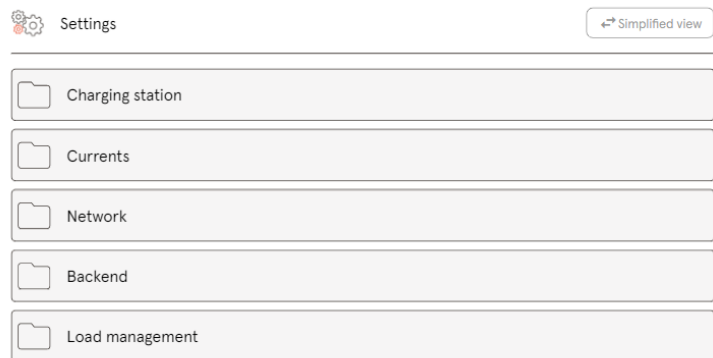 Settings
Simplified view
Charging station
Currents
Network
Backend
Load management